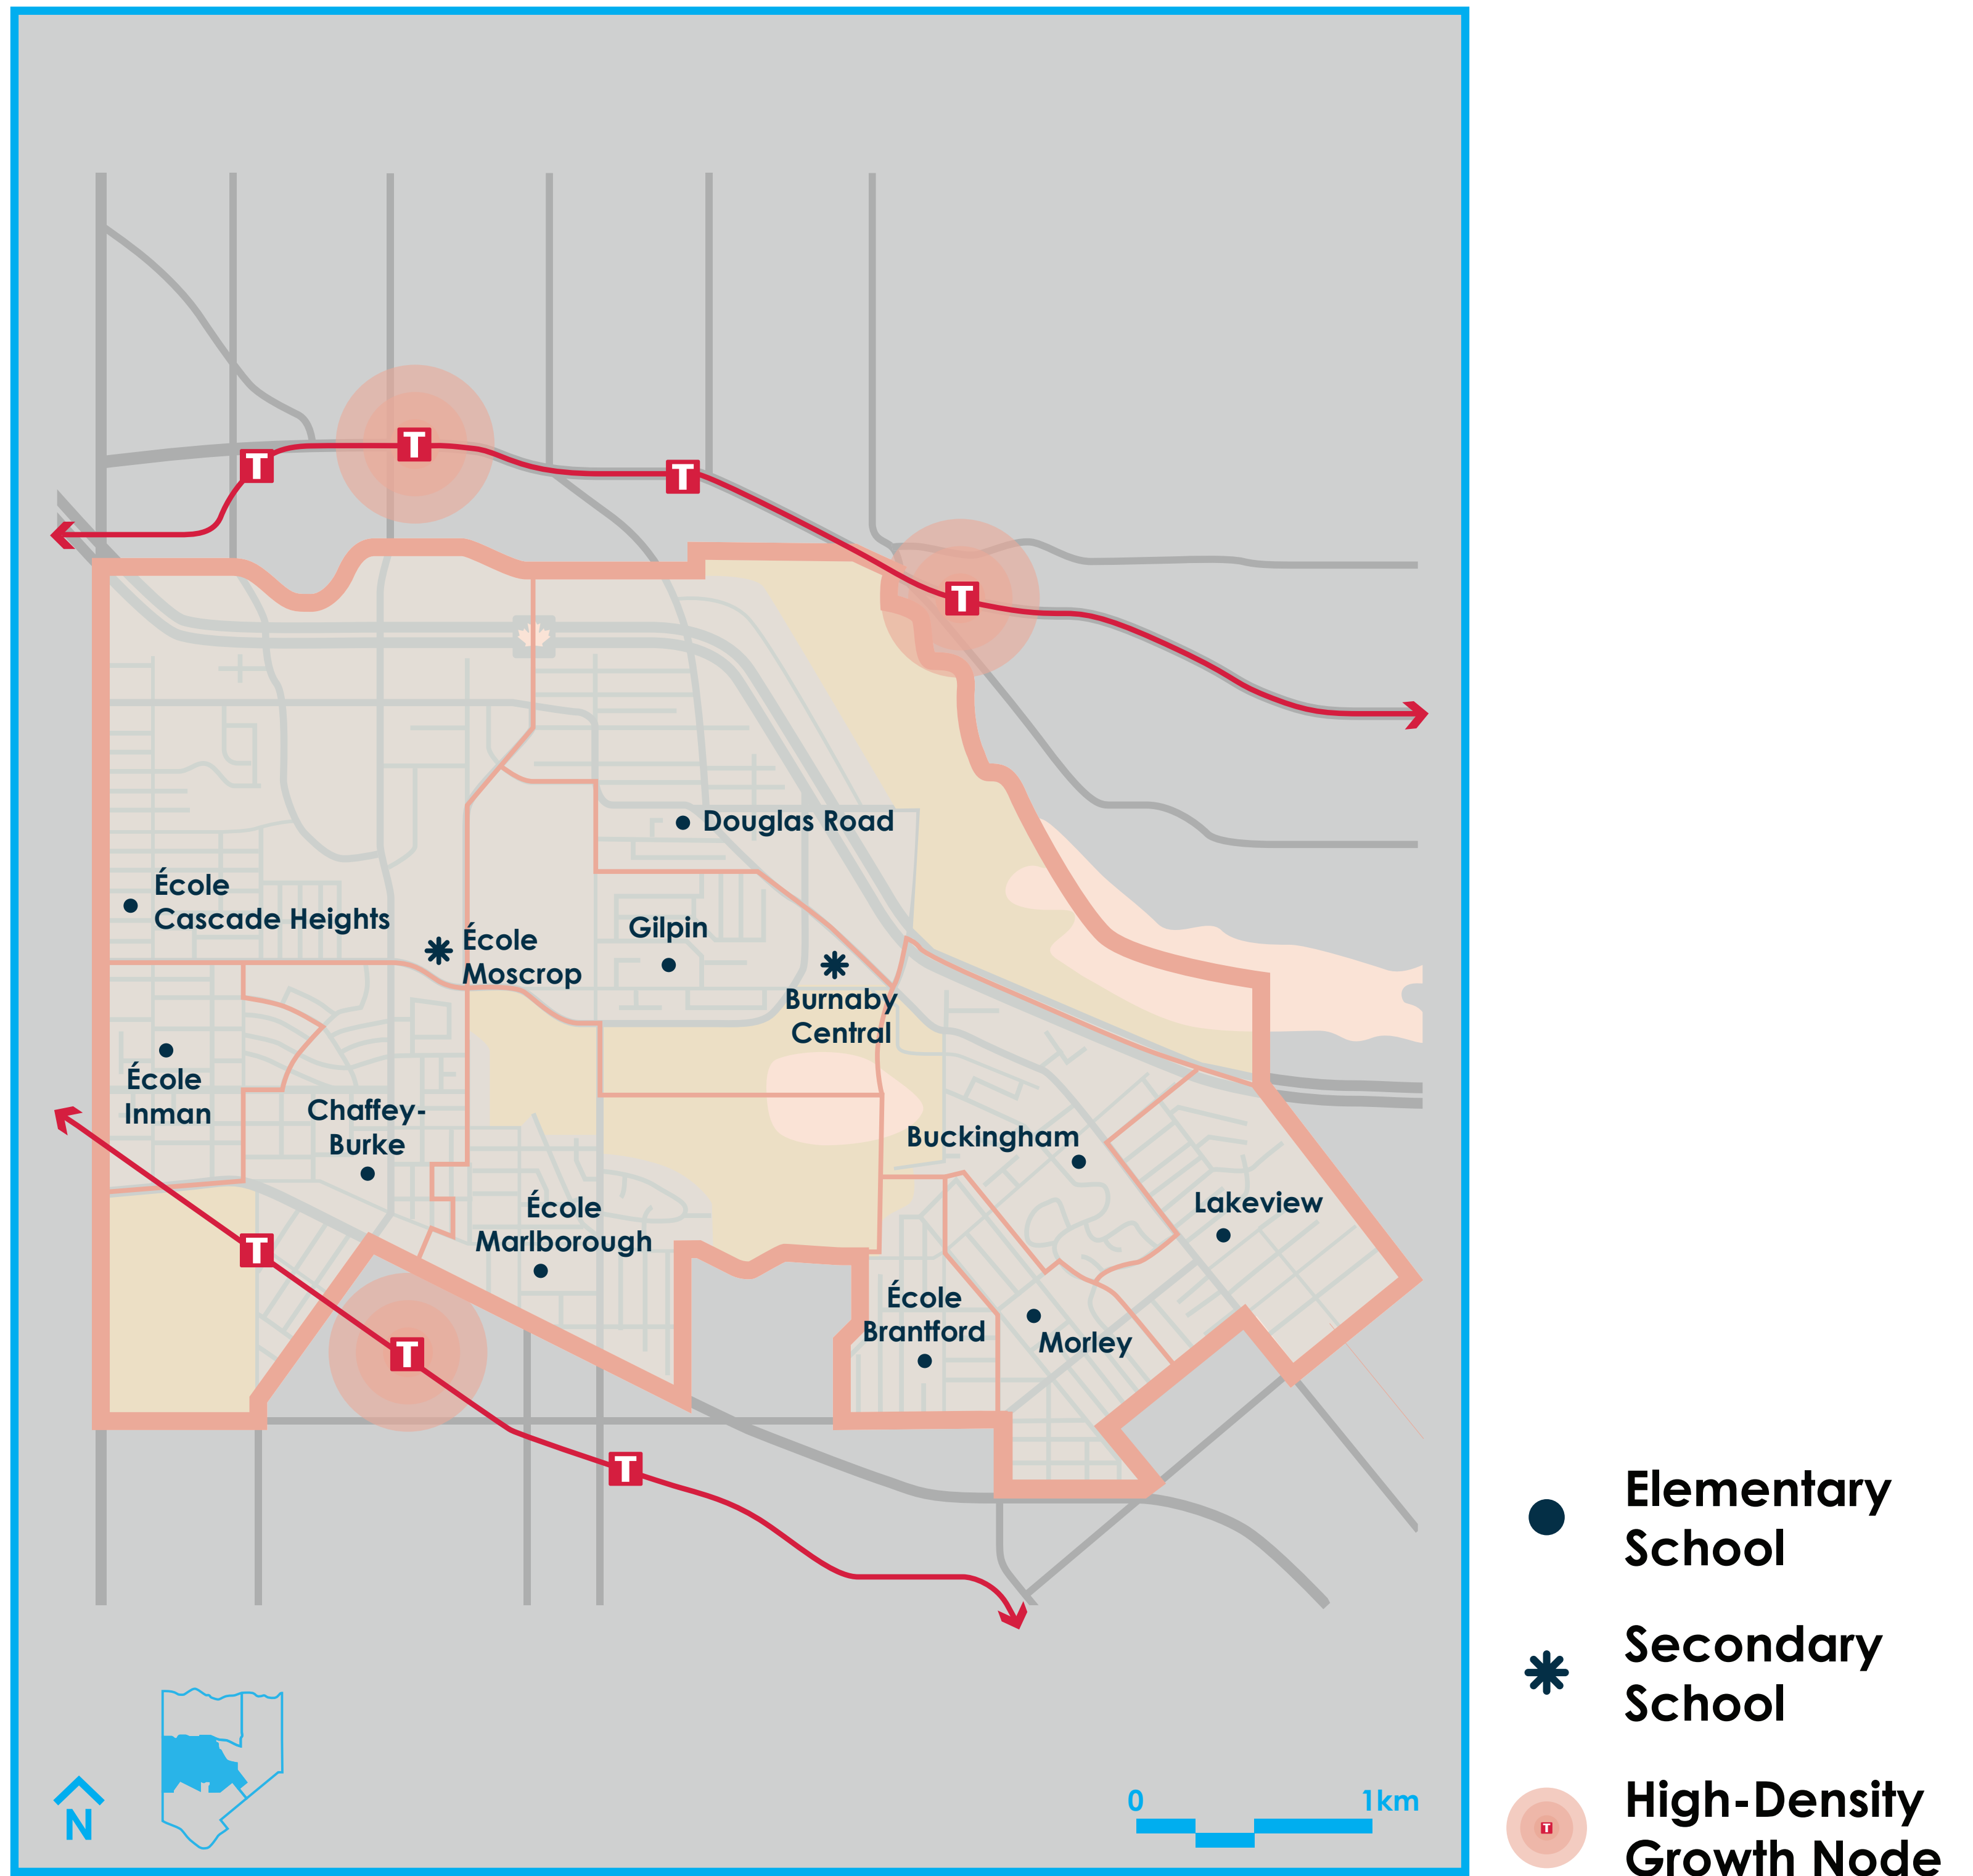 T
T
T
T
Douglas Road
École
Cascade Heights
École
Moscrop
Gilpin
Burnaby
Central
École
Inman
Chaffey-
Burke
Buckingham
École
Marlborough
Lakeview
T
École
Brantford
Morley
T
T
Elementary
School
Secondary
School
High-Density
Growth Node
T
N
0 1km